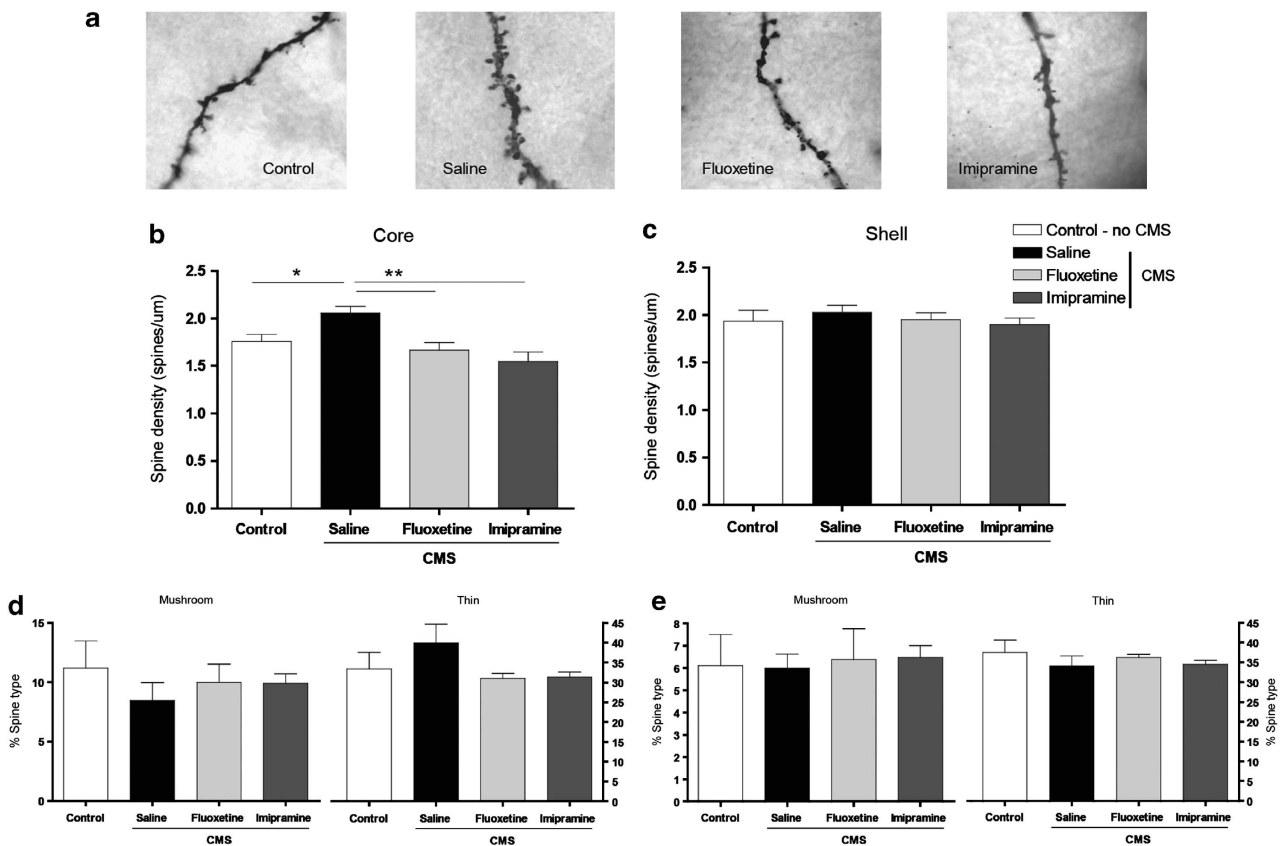 a
Control
Saline
Fluoxetine
Imipramine
b
Core
* **
Spine density (spines/um)
2.5
2.0
1.5
1.0
0.5
0.0
Control Saline Fluoxetine Imipramine
CMS
c
Shell
Control - no CMS
Saline
Fluoxetine
Imipramine
CMS
Spine density (spines/um)
2.5
2.0
1.5
1.0
0.5
0.0
Control Saline Fluoxetine Imipramine
CMS
d
Mushroom
% Spine type
15
10
5
0
Control Saline Fluoxetine Imipramine
CMS
Thin
45
40
35
30
25
20
15
10
5
0
Control Saline Fluoxetine Imipramine
CMS
e
Mushroom
% Spine type
8
7
6
5
4
3
2
1
0
Control Saline Fluoxetine Imipramine
CMS
Thin
45
40
35
30
25
20
15
10
5
0
% Spine type
Control Saline Fluoxetine Imipramine
CMS